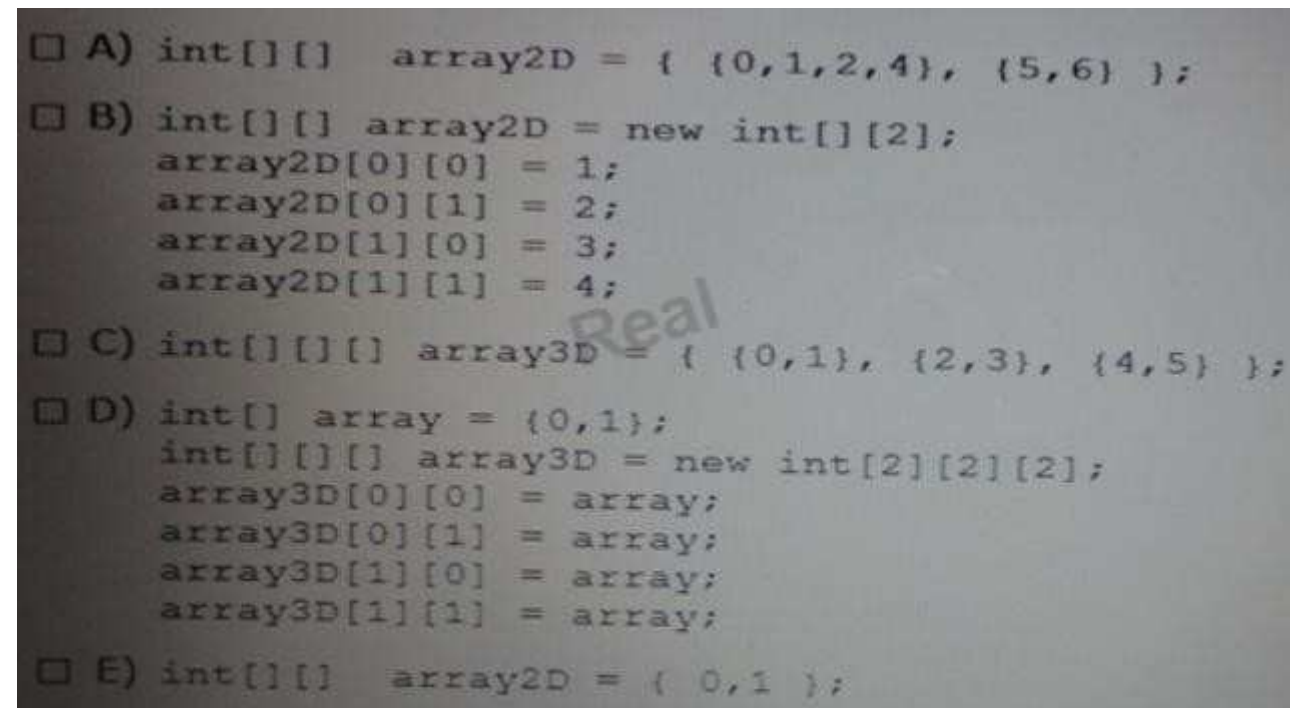 A) int[][] array2D = { {0,1,2,4}, {5,6} };
B) int[][] array2D = new int[][2];
array2D[0][0] = 1;
array2D[0][1] = 2;
array2D[1][0] = 3;
array2D[1][1] = 4;
Real
C) int[][][] array3D = { {0,1}, {2,3}, {4,5} };
D) int[] array = {0,1};
int[][][] array3D = new int[2][2][2];
array3D[0][0] = array;
array3D[0][1] = array;
array3D[1][0] = array;
array3D[1][1] = array;
E) int[][] array2D = { 0,1 };